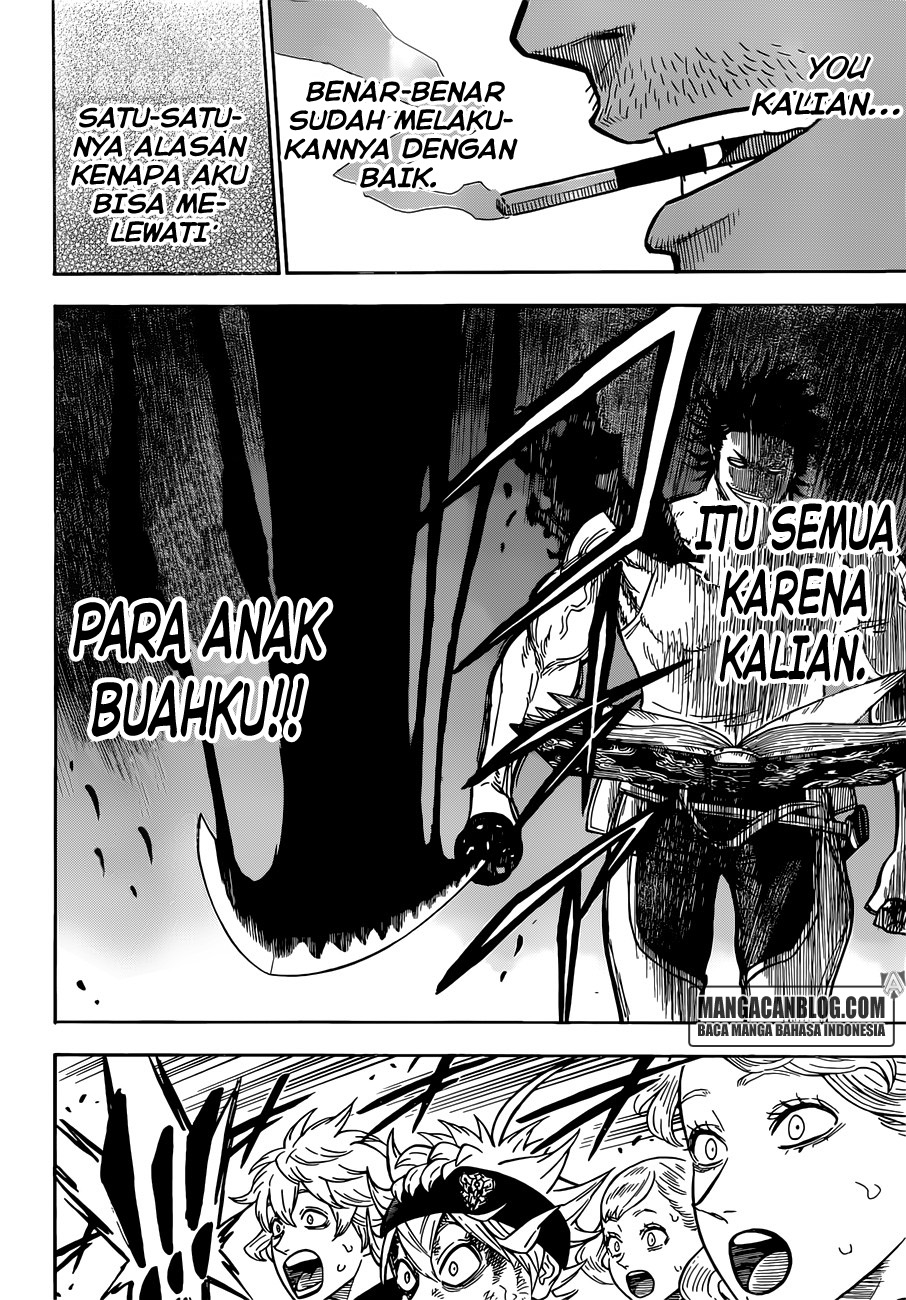 YOU
KALIAN...
BENAR-BENAR
SUDAH MELAKU-
KANNYA DENGAN
BAIK.
SATU-SATU-
NYA ALASAN
KENAPA AKU
BISA ME-
LEWATI'
ITU SEMUA
KARENA
KALIAN.
PARA ANAK
BUAHKU!!
MANGACANBLOG.COM
BACA MANGA BAHASA INDONESIA